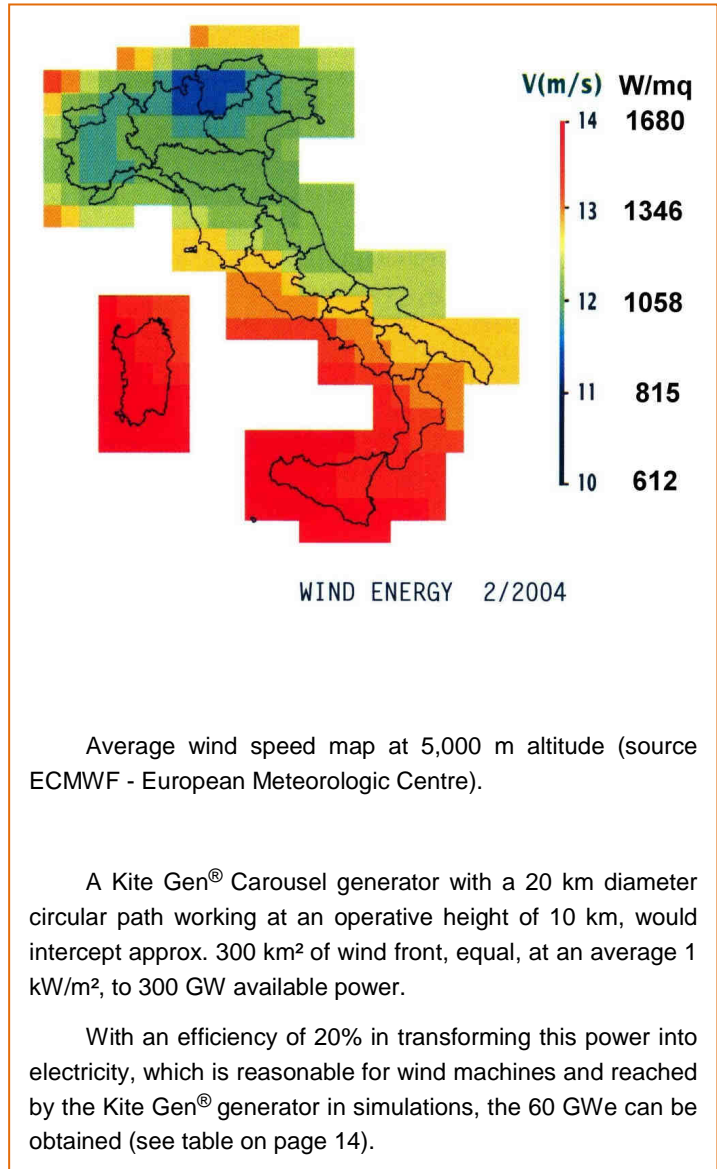 V(m/s) W/mq
14 1680
13 1346
12 1058
11 815
10 612
WIND ENERGY 2/2004
Average wind speed map at 5,000 m altitude (source
ECMWF - European Meteorologic Centre).
A Kite Gen® Carousel generator with a 20 km diameter
circular path working at an operative height of 10 km, would
intercept approx. 300 km² of wind front, equal, at an average 1
kW/m², to 300 GW available power.
With an efficiency of 20% in transforming this power into
electricity, which is reasonable for wind machines and reached
by the Kite Gen® generator in simulations, the 60 GWe can be
obtained (see table on page 14).